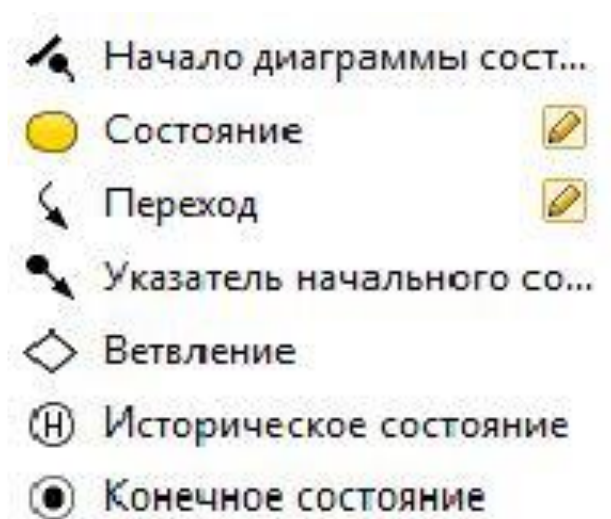 Начало диаграммы сост...
Состояние
Переход
Указатель начального со...
Ветвление
H Историческое состояние
Конечное состояние